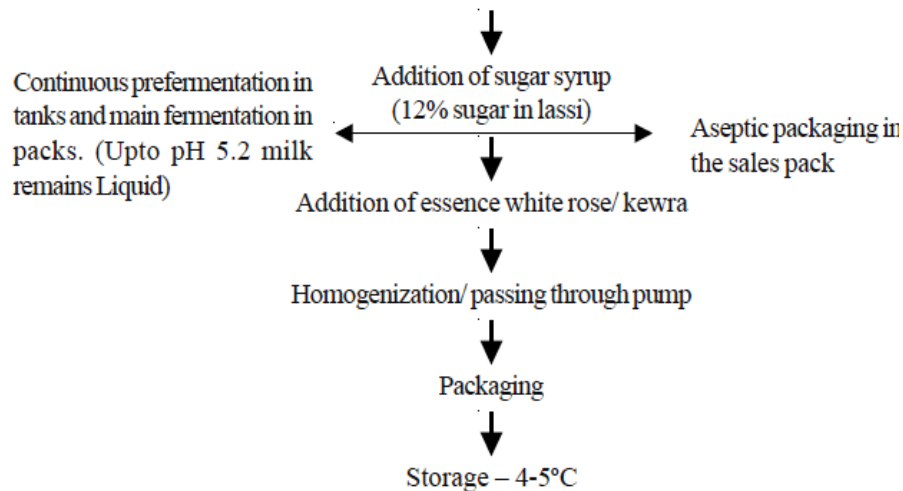 Continuous prefermentation in
tanks and main fermentation in
packs. (Upto pH 5.2 milk
remains Liquid)
Addition of sugar syrup
(12% sugar in lassi)
Aseptic packaging in
the sales pack
Addition of essence white rose/ kewra
Homogenization/ passing through pump
Packaging
Storage – 4-5ºC